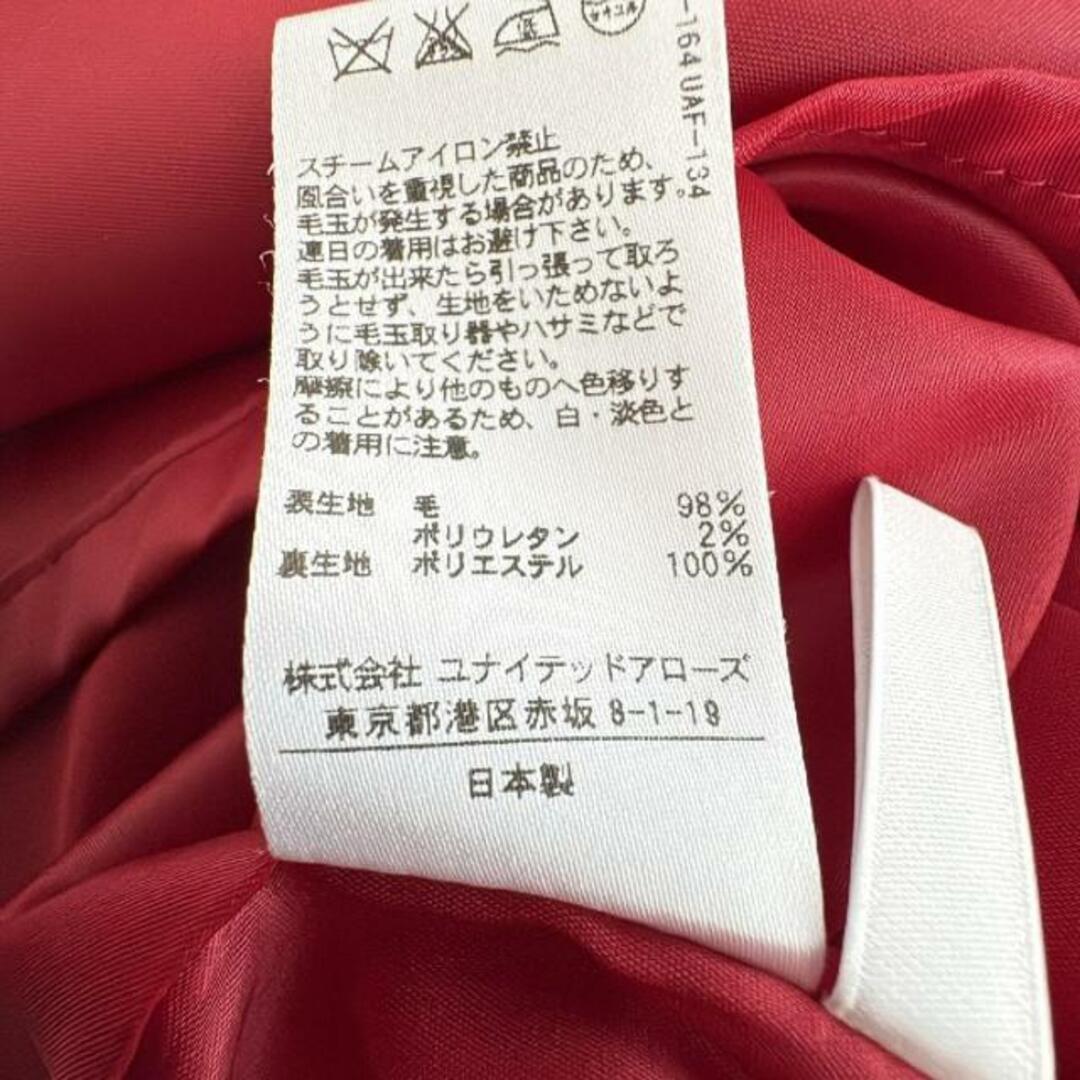 低
セキユ系
-164 UAF-134
スチームアイロン禁止
風合いを重視した商品のため、
毛玉が発生する場合があります。
連日の着用はお避け下さい。
毛玉が出来たら引っ張って取ろ
うとせず、生地をいためないよ
うに毛玉取り器やハサミなどで
取り除いてください。
摩擦により他のものへ色移りす
ることがあるため、白・淡色と
の着用に注意。
表生地 毛 98%
ポリウレタン 2%
裏生地 ポリエステル 100%
株式会社 ユナイテッドアローズ
東京都港区赤坂 8-1-19
日本製